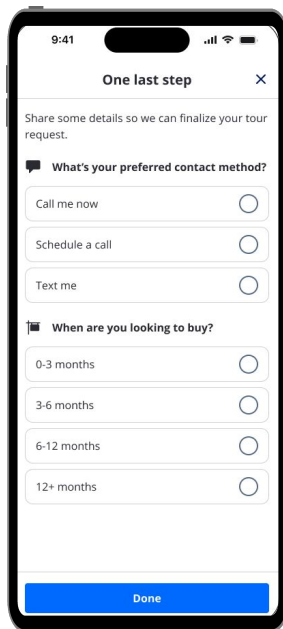 9:41
One last step
Share some details so we can finalize your tour
request.
What's your preferred contact method?
Call me now
Schedule a call
Text me
When are you looking to buy?
0-3 months
3-6 months
6-12 months
12+ months
Done